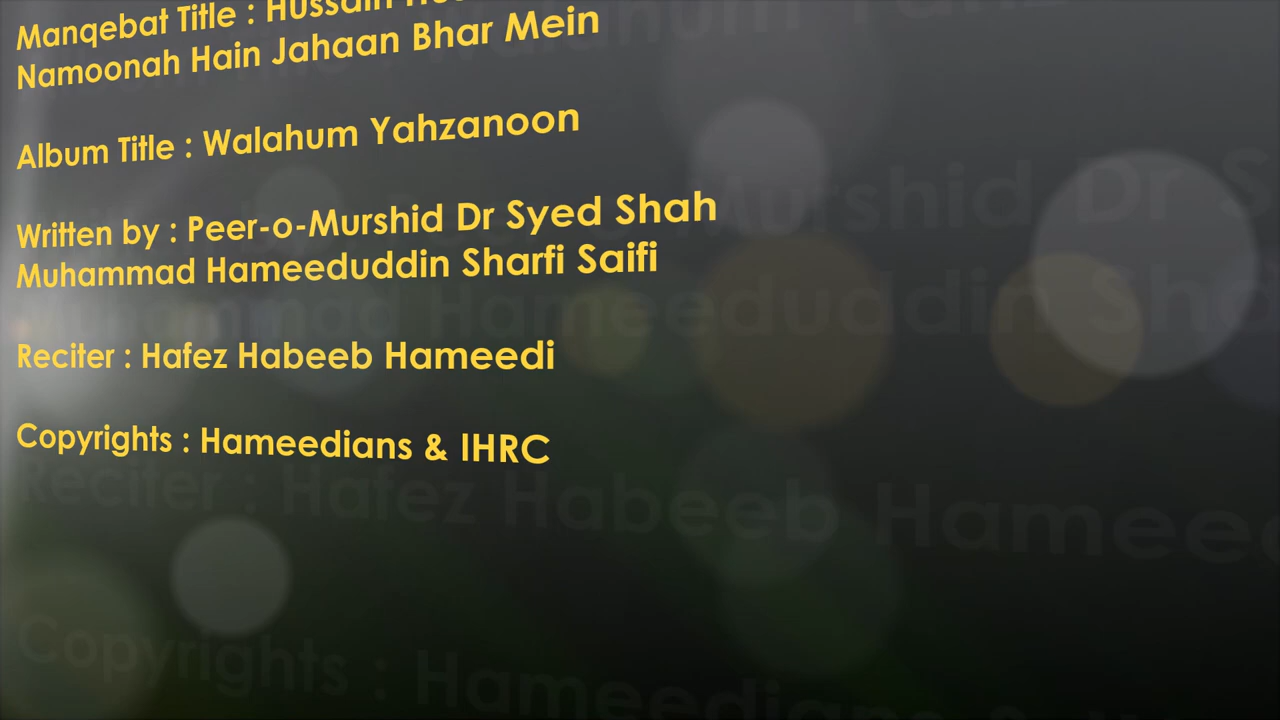 Manqebat Title : Hussain
Namoonah Hain Jahaan Bhar Mein
Album Title : Walahum Yahzanoon
Written by : Peer-o-Murshid Dr Syed Shah
Muhammad Hameeduddin Sharfi Saifi
Reciter : Hafez Habeeb Hameedi
Copyrights : Hameedians & IHRC